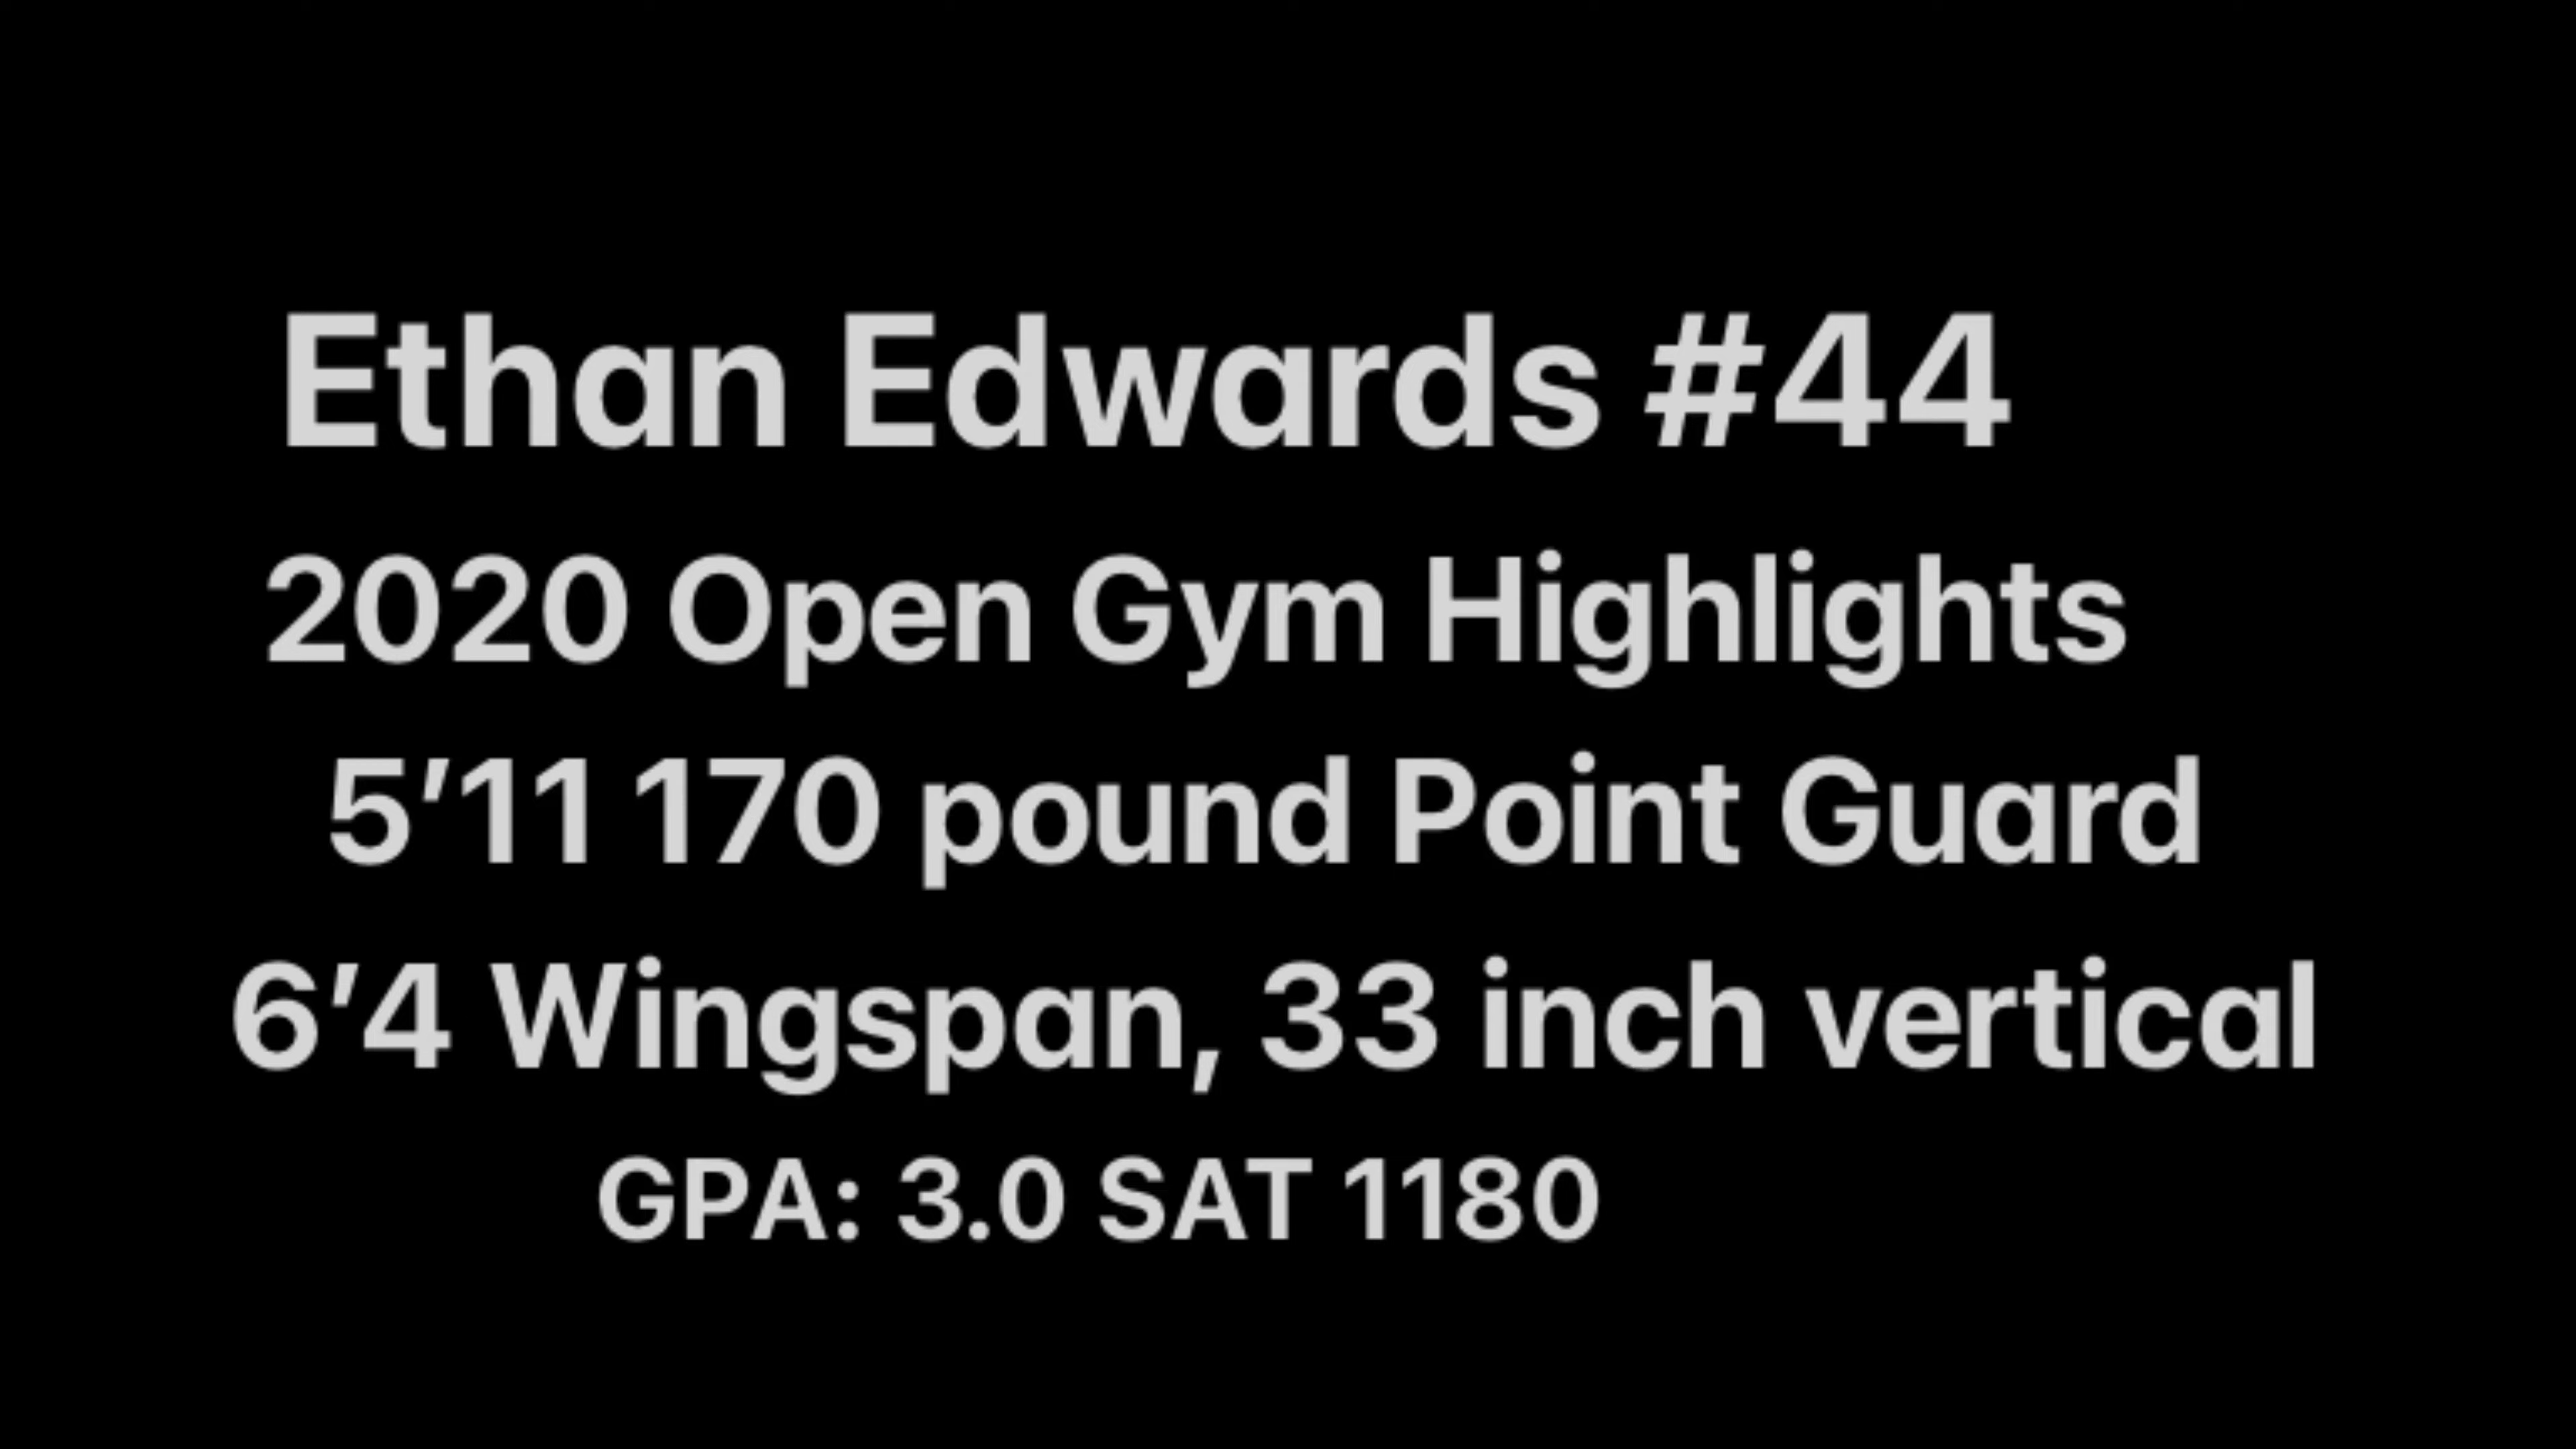 Ethan Edwards #44
2020 Open Gym Highlights
5’11 170 pound Point Guard
6’4 Wingspan, 33 inch vertical
GPA: 3.0 SAT 1180